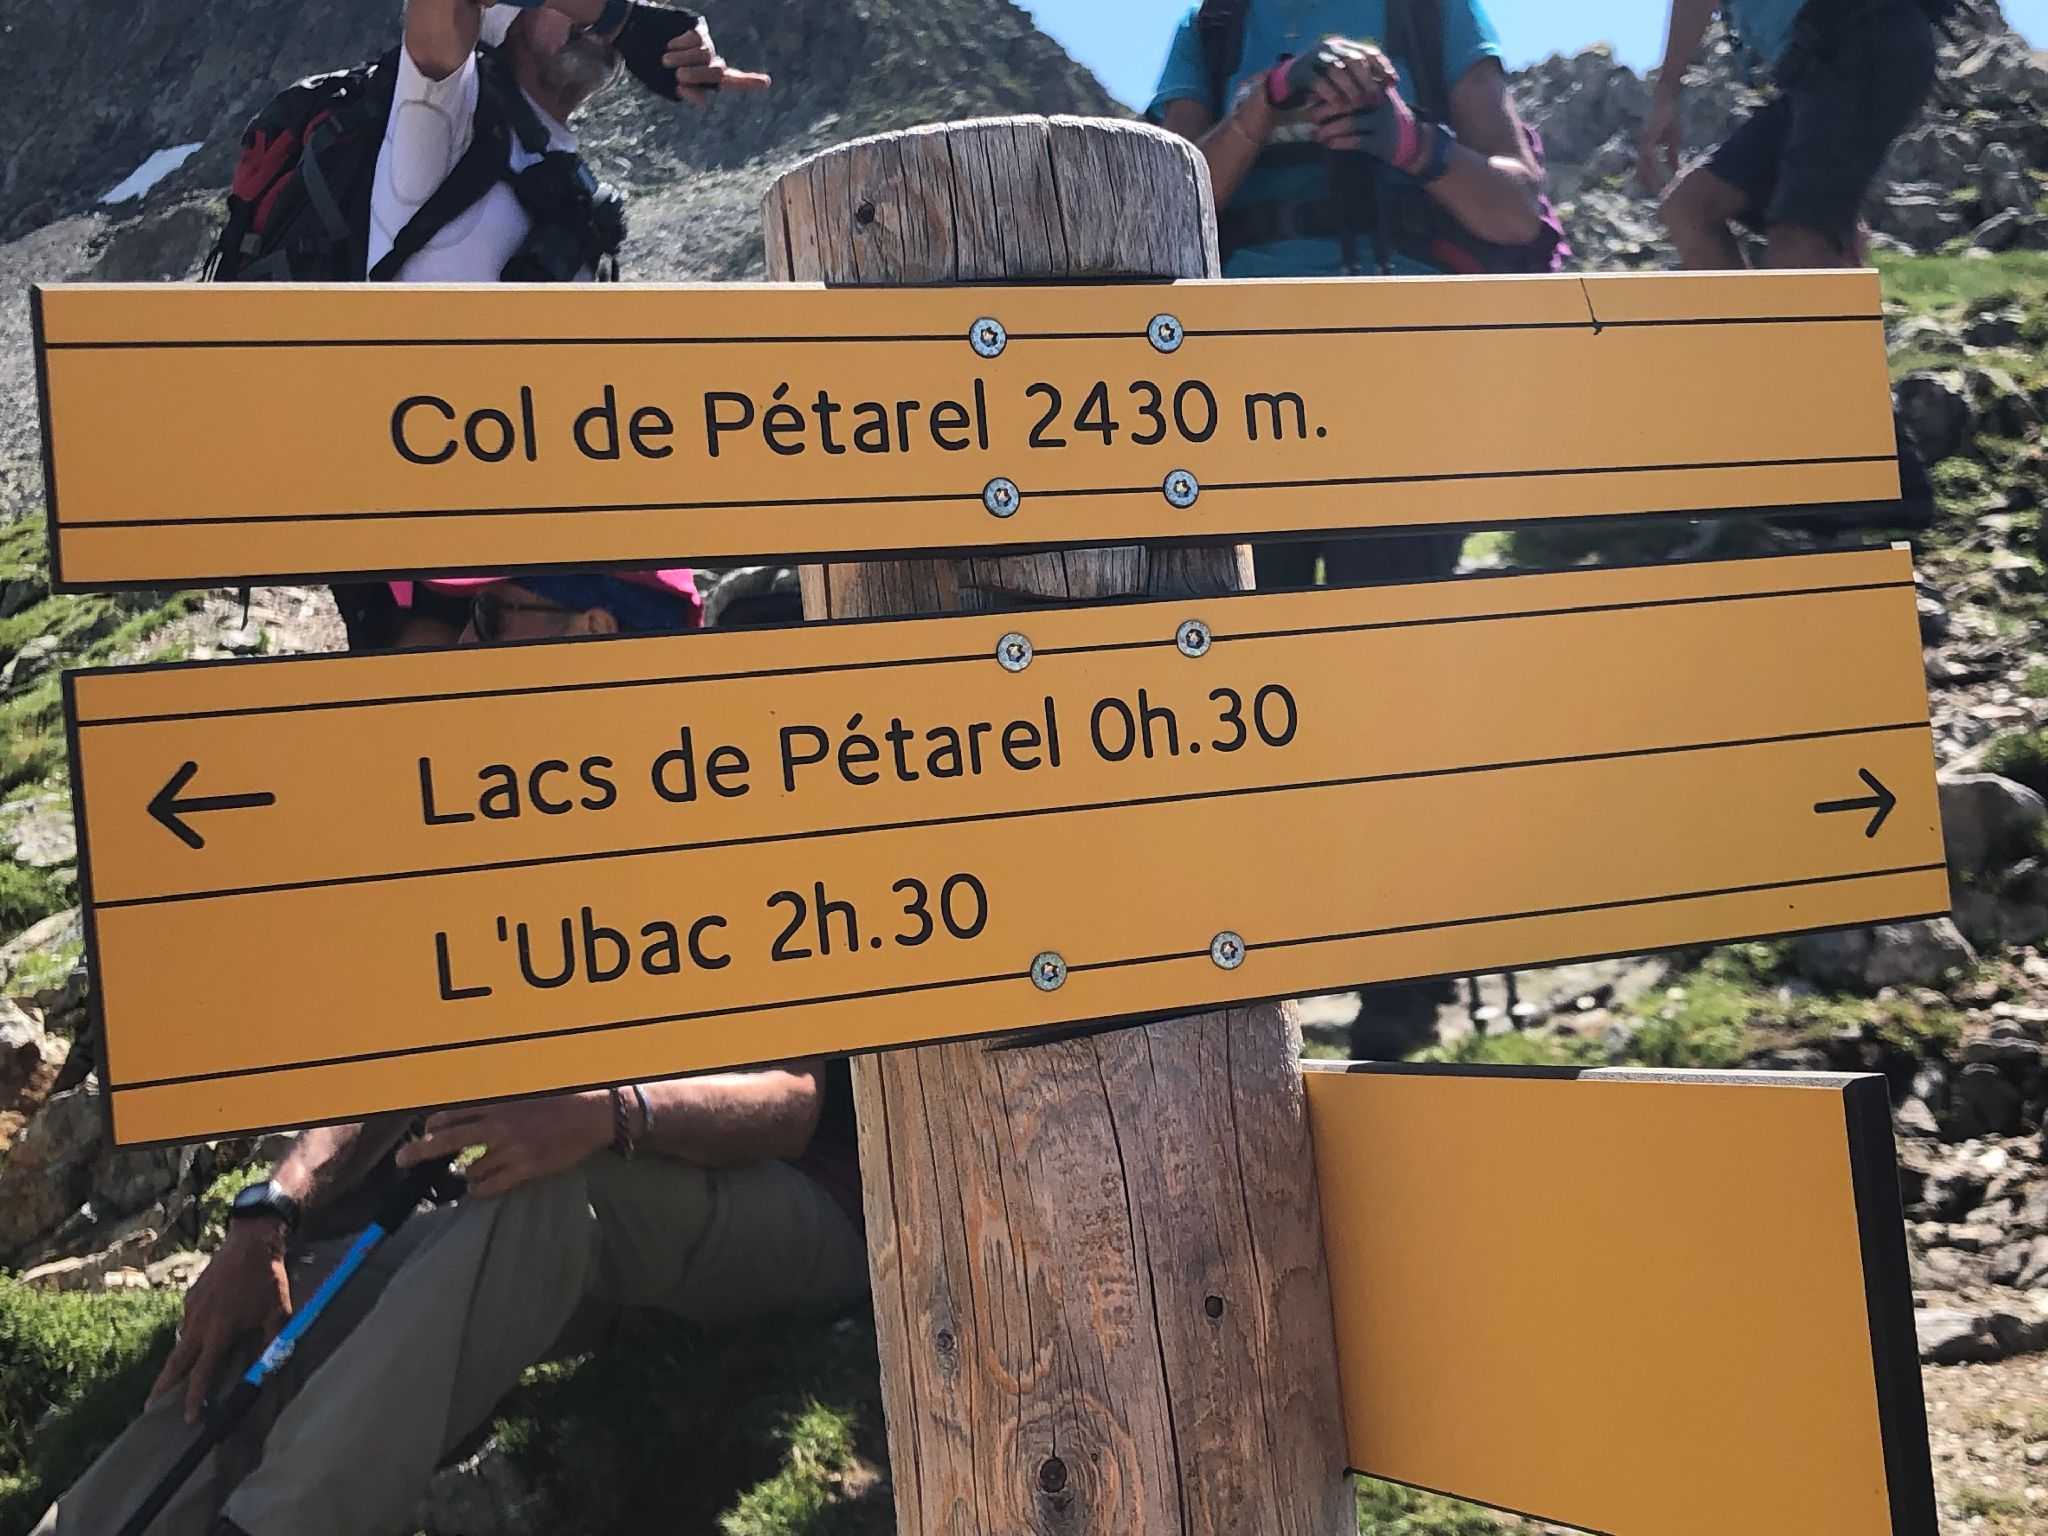 Col de Pétarel 2430 m.
← Lacs de Pétarel 0h.30
L'Ubac 2h.30 →